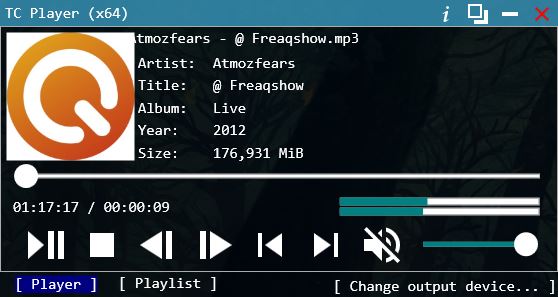 TC Player (x64)
Atmozfears - @ Freaqshow.mp3
Artist: Atmozfears
Title: @ Freaqshow
Album: Live
Year: 2012
Size: 176,931 MiB
01:17:17 / 00:00:09
[ Player ] [ Playlist ] [ Change output device... ]